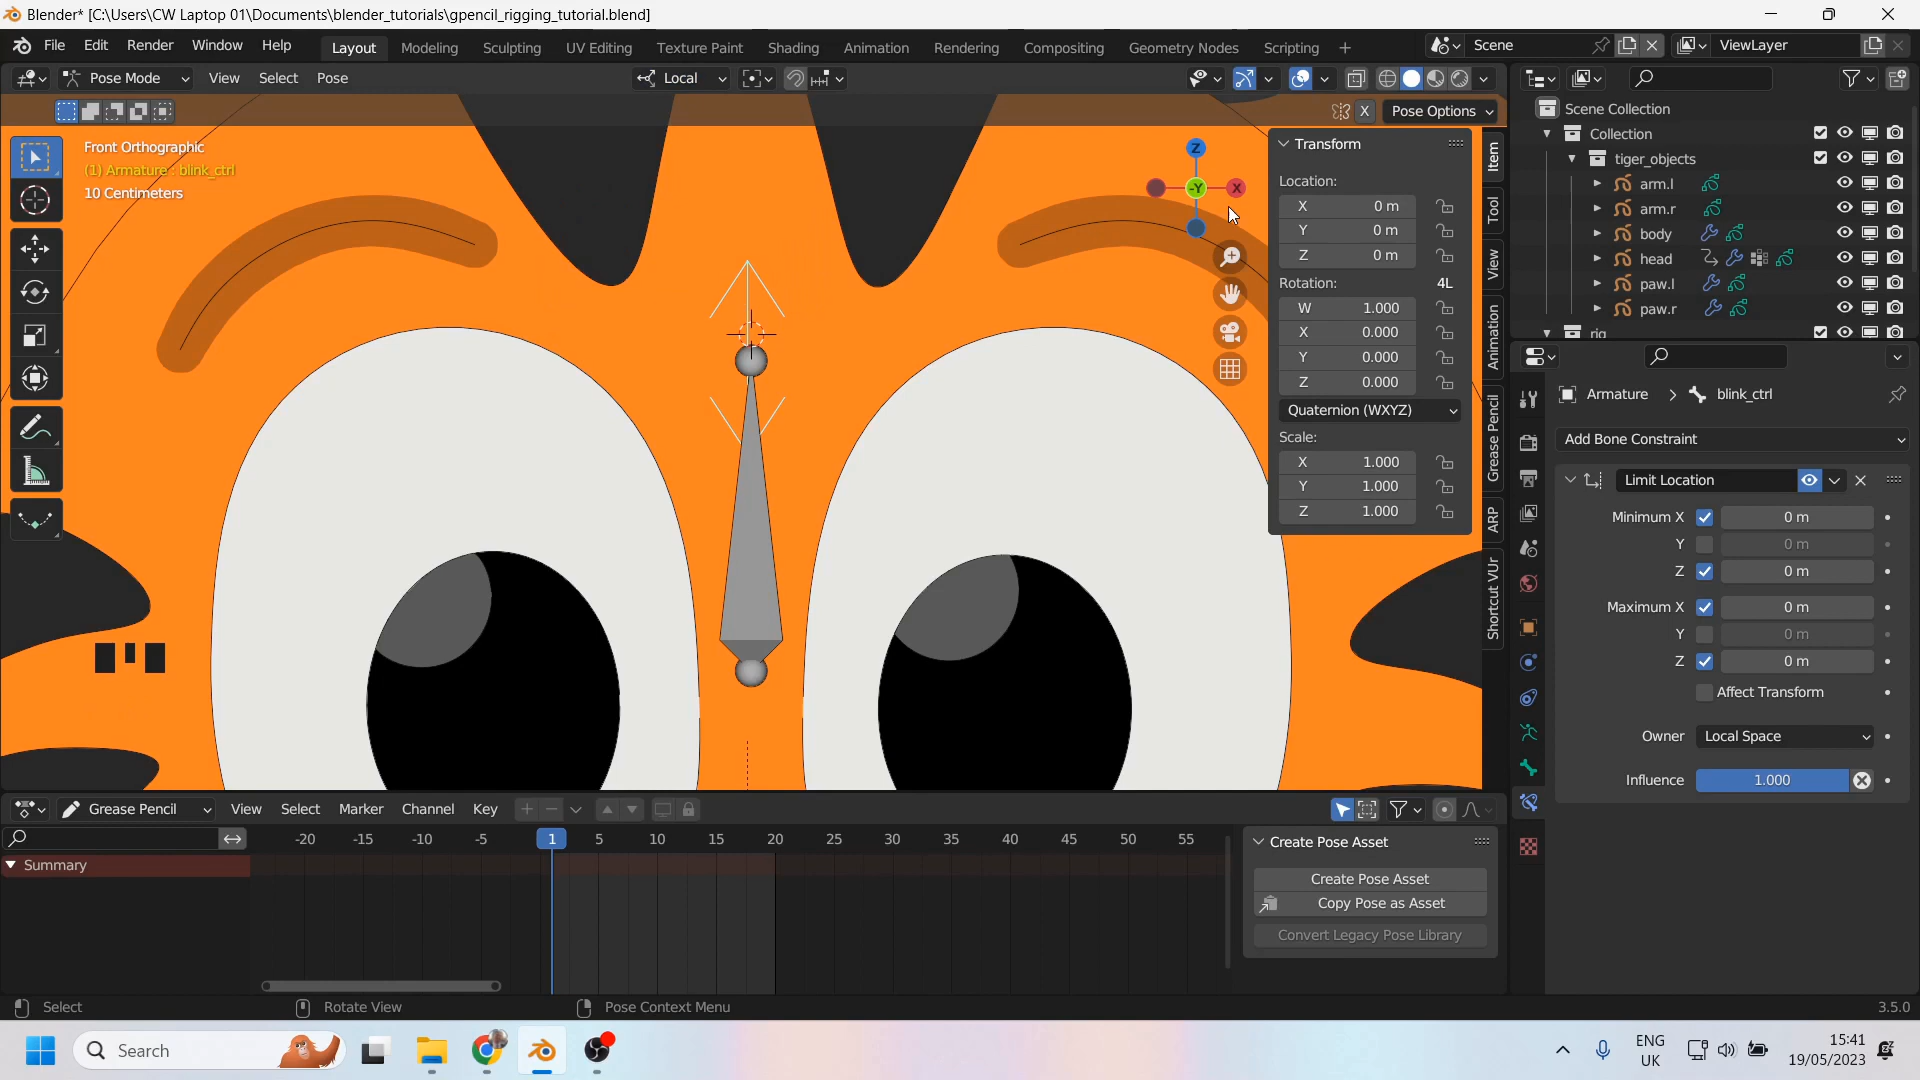 Blender* [C:\Users\CW Laptop 01\Documents\blender_tutorials\gpencil_rigging_tutorial.blend]
File Edit Render Window Help Layout Modeling Sculpting UV Editing Texture Paint Shading Animation Rendering Compositing Geometry Nodes Scripting + Scene ViewLayer
Pose Mode View Select Pose Local
X Pose Options
Front Orthographic
(1) Armature : blink_ctrl
10 Centimeters
Z
-Y X
Transform
Location:
X 0 m
Y 0 m
Z 0 m
Rotation: 4L
W 1.000
X 0.000
Y 0.000
Z 0.000
Quaternion (WXYZ)
Scale:
X 1.000
Y 1.000
Z 1.000
Item
Tool
View
Animation
Grease Pencil
ARP
Shortcut VUr
Scene Collection
Collection
tiger_objects
arm.l
arm.r
body
head
paw.l
paw.r
rig
Armature blink_ctrl
Add Bone Constraint
Limit Location
Minimum X 0 m
Y 0 m
Z 0 m
Maximum X 0 m
Y 0 m
Z 0 m
Affect Transform
Owner Local Space
Influence 1.000
Grease Pencil View Select Marker Channel Key
-20 -15 -10 -5 1 5 10 15 20 25 30 35 40 45 50 55
Summary
Create Pose Asset
Create Pose Asset
Copy Pose as Asset
Convert Legacy Pose Library
Select Rotate View Pose Context Menu 3.5.0
Search
ENG
UK
15:41
19/05/2023